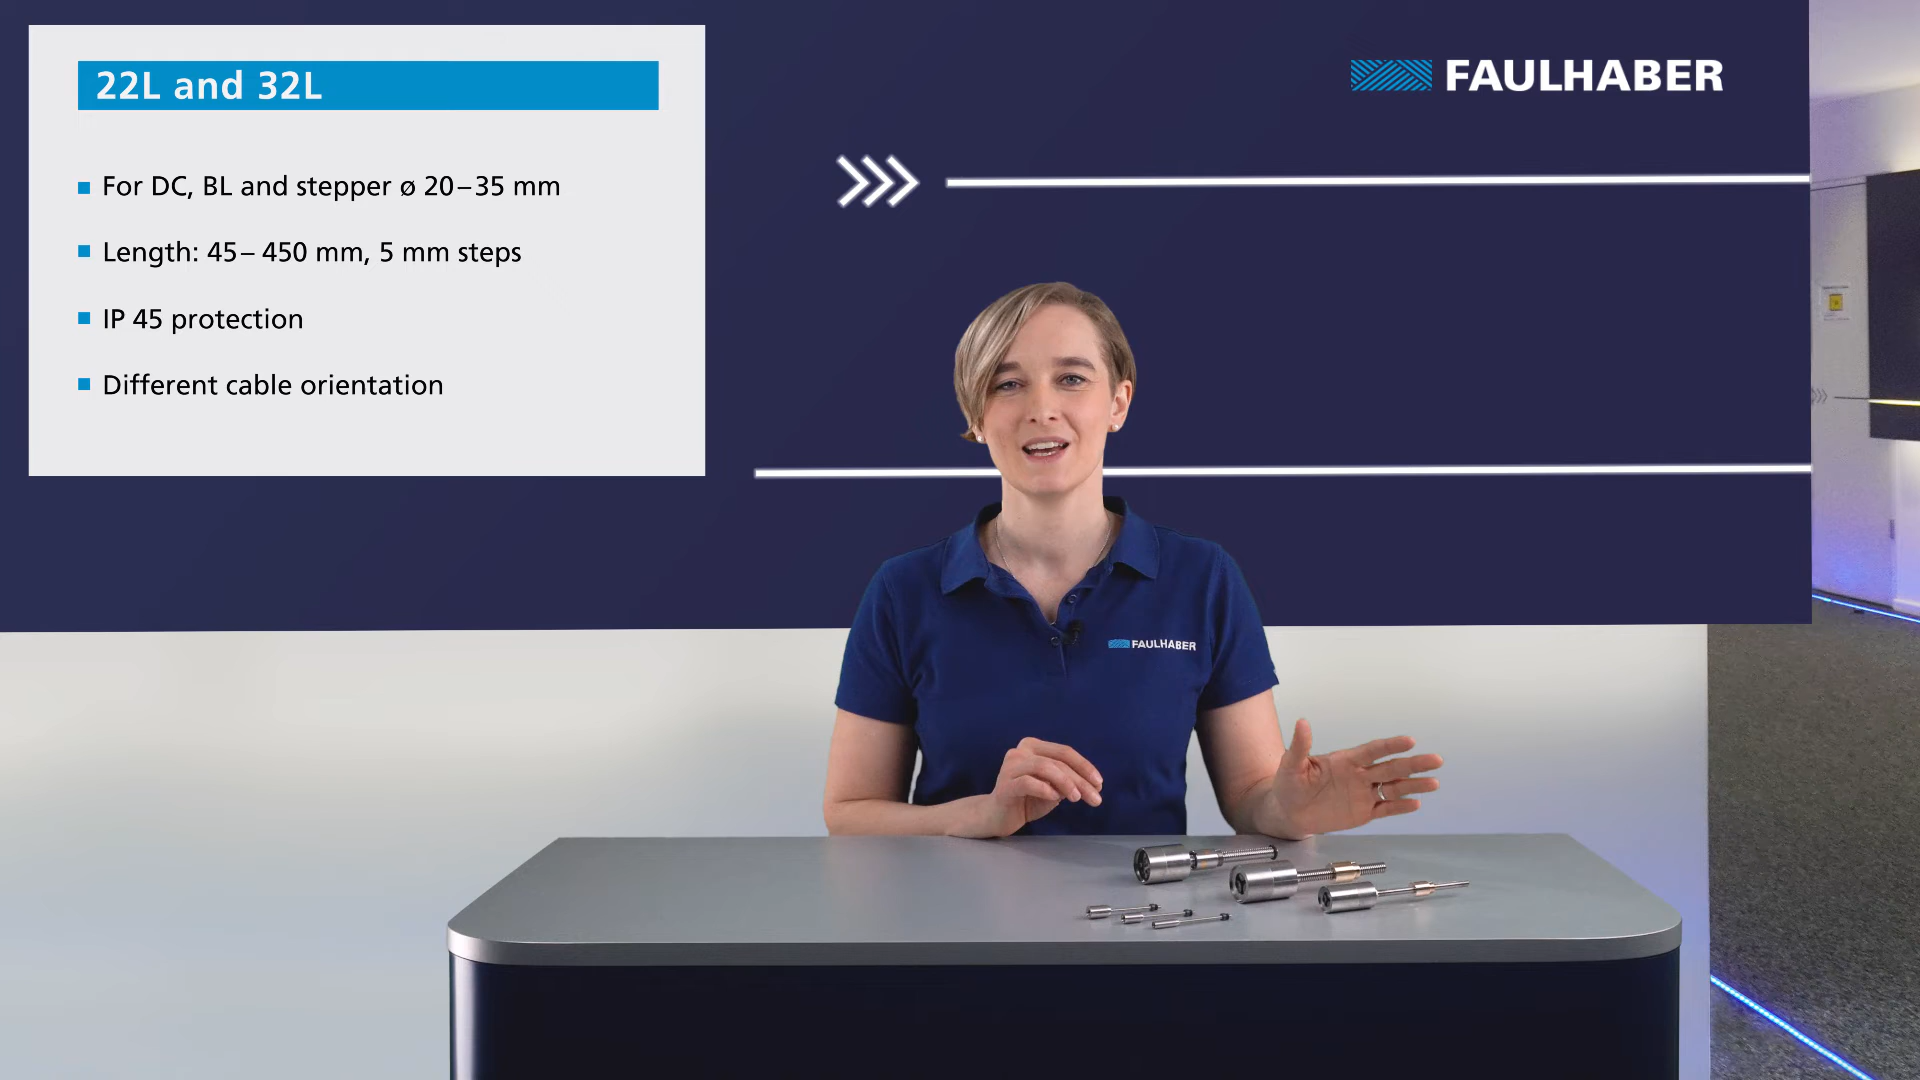 22L and 32L
For DC, BL and stepper ø 20–35 mm
Length: 45– 450 mm, 5 mm steps
IP 45 protection
Different cable orientation
FAULHABER
FAULHABER